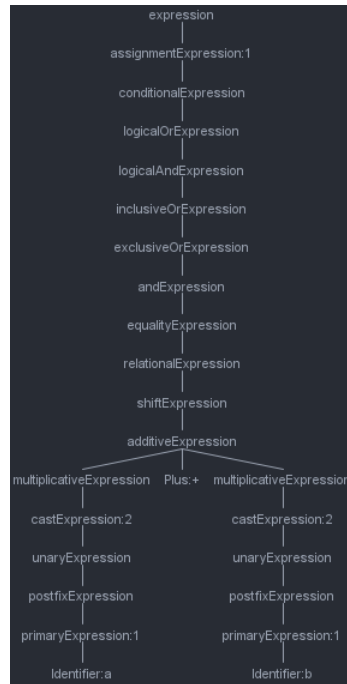 expression
assignmentExpression:1
conditionalExpression
logicalOrExpression
logicalAndExpression
inclusiveOrExpression
exclusiveOrExpression
andExpression
equalityExpression
relationalExpression
shiftExpression
additiveExpression
multiplicativeExpression Plus:+ multiplicativeExpression
castExpression:2 castExpression:2
unaryExpression unaryExpression
postfixExpression postfixExpression
primaryExpression:1 primaryExpression:1
Identifier:a Identifier:b